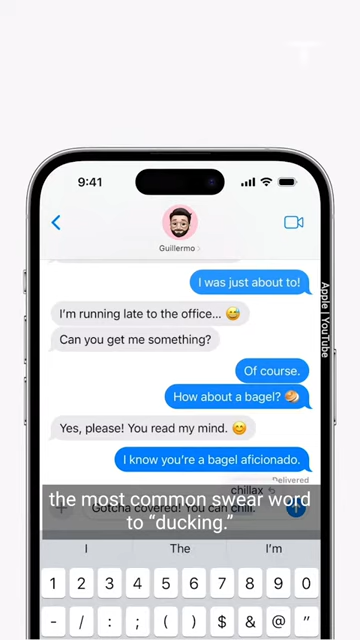 T
9:41
Guillermo
I was just about to!
I'm running late to the office... 😅
Can you get me something?
Of course.
How about a bagel? 🥯
Yes, please! You read my mind. 😊
I know you're a bagel aficionado.
Delivered
chillax
Gotcha covered! You can chill.
the most common swear word
to “ducking.”
I The I'm
1 2 3 4 5 6 7 8 9 0
- / : ; ( ) $ & @ "
Apple | YouTube